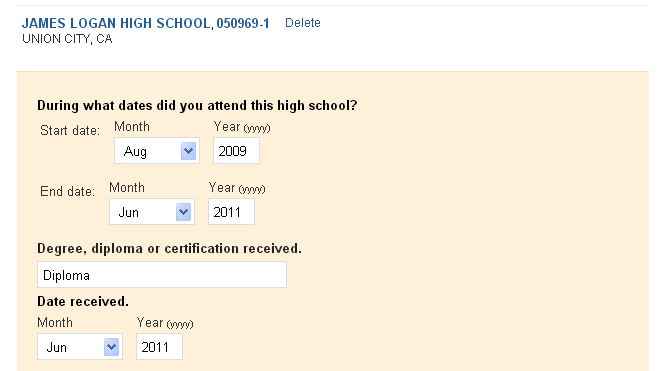 JAMES LOGAN HIGH SCHOOL, 050969-1 Delete
UNION CITY, CA
During what dates did you attend this high school?
Start date: Month Year (yyyy)
Aug 2009
End date: Month Year (yyyy)
Jun 2011
Degree, diploma or certification received.
Diploma
Date received.
Month Year (yyyy)
Jun 2011